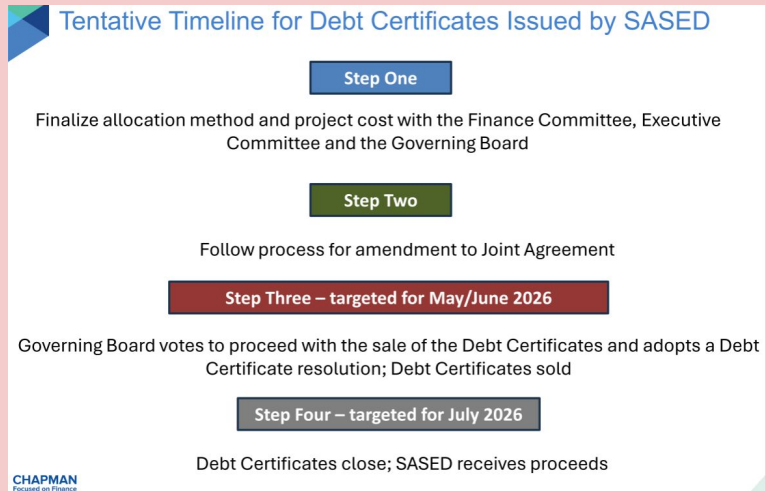 Tentative Timeline for Debt Certificates Issued by SASED
Step One
Finalize allocation method and project cost with the Finance Committee, Executive
Committee and the Governing Board
Step Two
Follow process for amendment to Joint Agreement
Step Three – targeted for May/June 2026
Governing Board votes to proceed with the sale of the Debt Certificates and adopts a Debt
Certificate resolution; Debt Certificates sold
Step Four – targeted for July 2026
Debt Certificates close; SASED receives proceeds
CHAPMAN
Focused on Finance